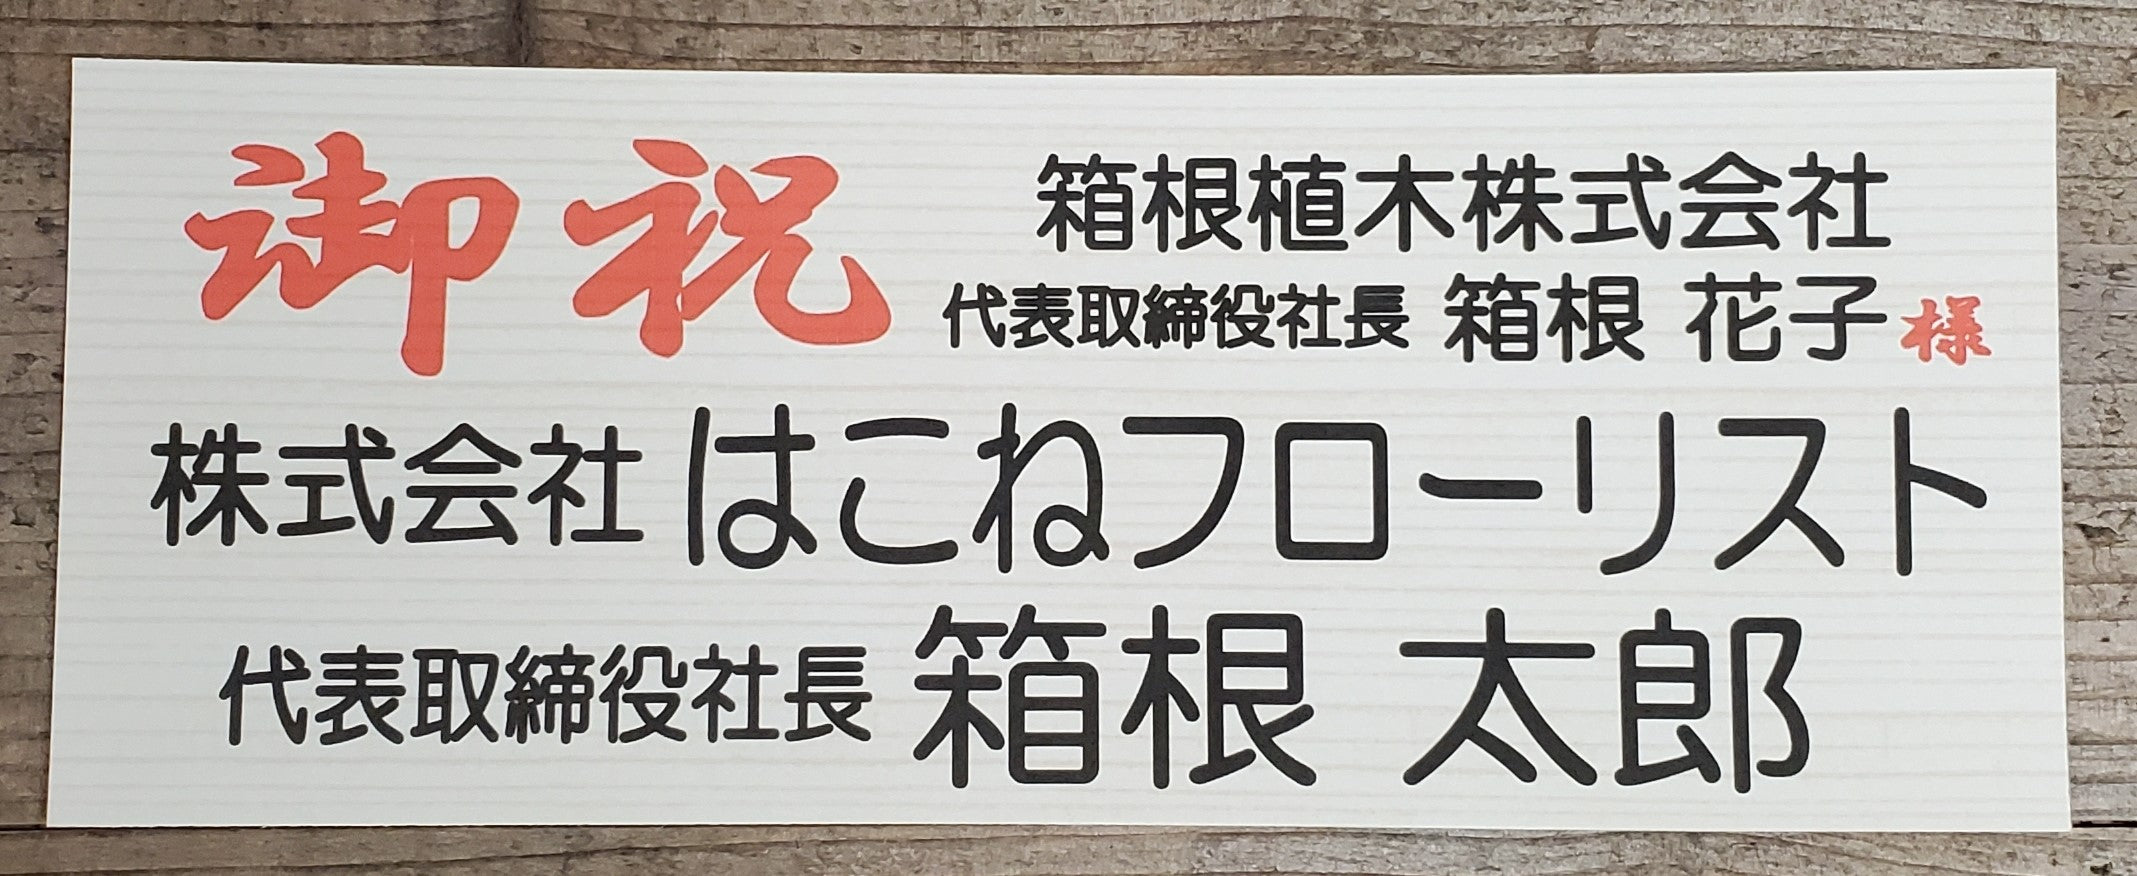 御祝
箱根植木株式会社
代表取締役社長 箱根 花子様
株式会社はこねフローリスト
代表取締役社長 箱根 太郎